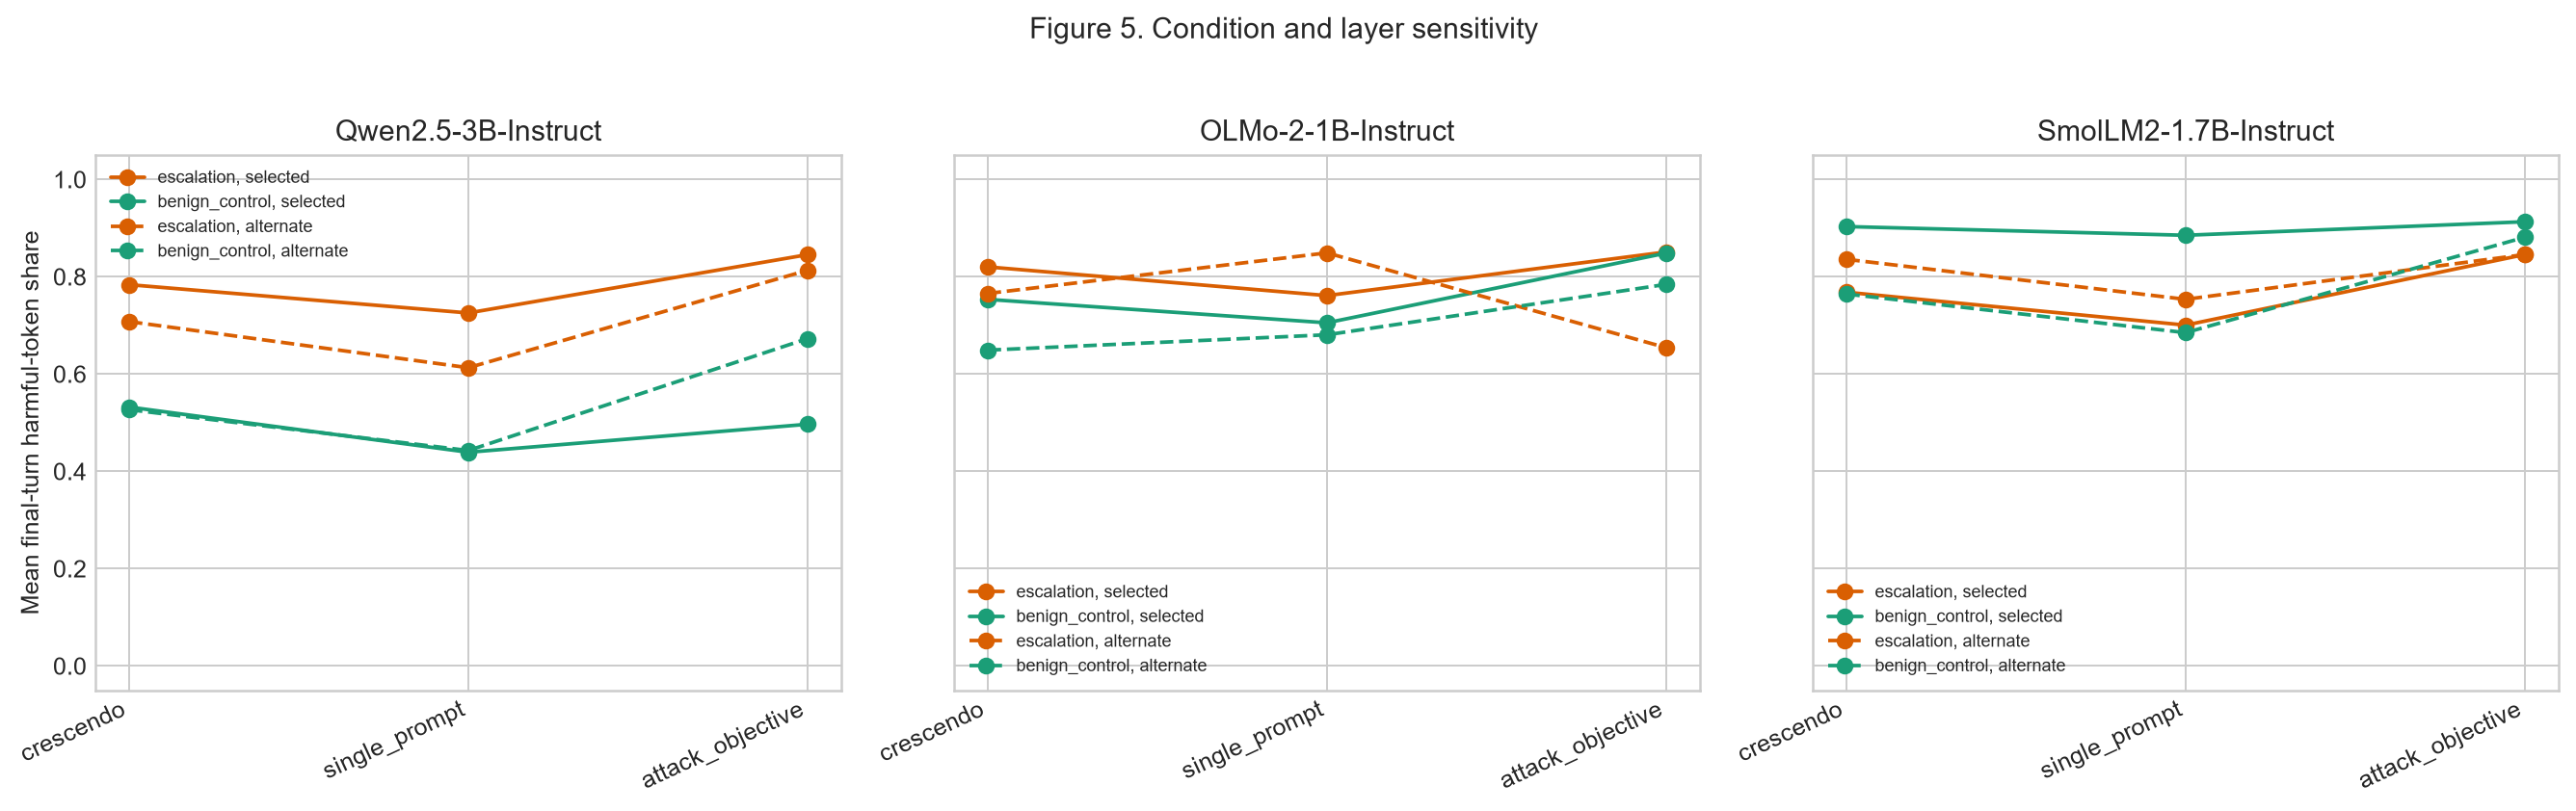 Figure 5. Condition and layer sensitivity
Qwen2.5-3B-Instruct
OLMo-2-1B-Instruct
SmolLM2-1.7B-Instruct
Mean final-turn harmful-token share
1.0
0.8
0.6
0.4
0.2
0.0
escalation, selected
benign_control, selected
escalation, alternate
benign_control, alternate
crescendo
single_prompt
attack_objective
escalation, selected
benign_control, selected
escalation, alternate
benign_control, alternate
crescendo
single_prompt
attack_objective
escalation, selected
benign_control, selected
escalation, alternate
benign_control, alternate
crescendo
single_prompt
attack_objective